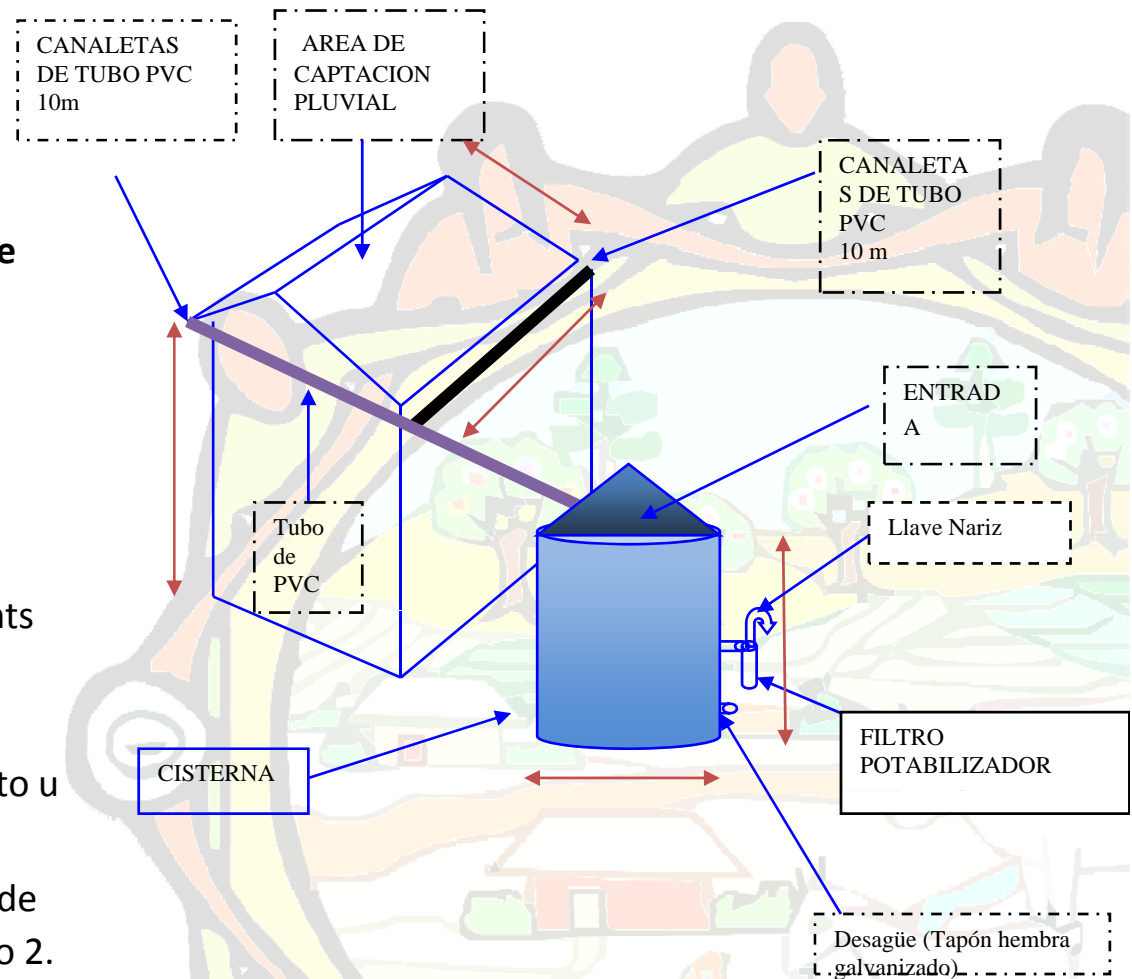 CANALETAS
DE TUBO PVC
10m
AREA DE
CAPTACION
PLUVIAL
CANALETA
S DE TUBO
PVC
10 m
e
ENTRAD
A
Llave Nariz
Tubo
de
PVC
nts
CISTERNA
FILTRO
POTABILIZADOR
to u
de
o 2.
Desagüe (Tapón hembra
galvanizado)